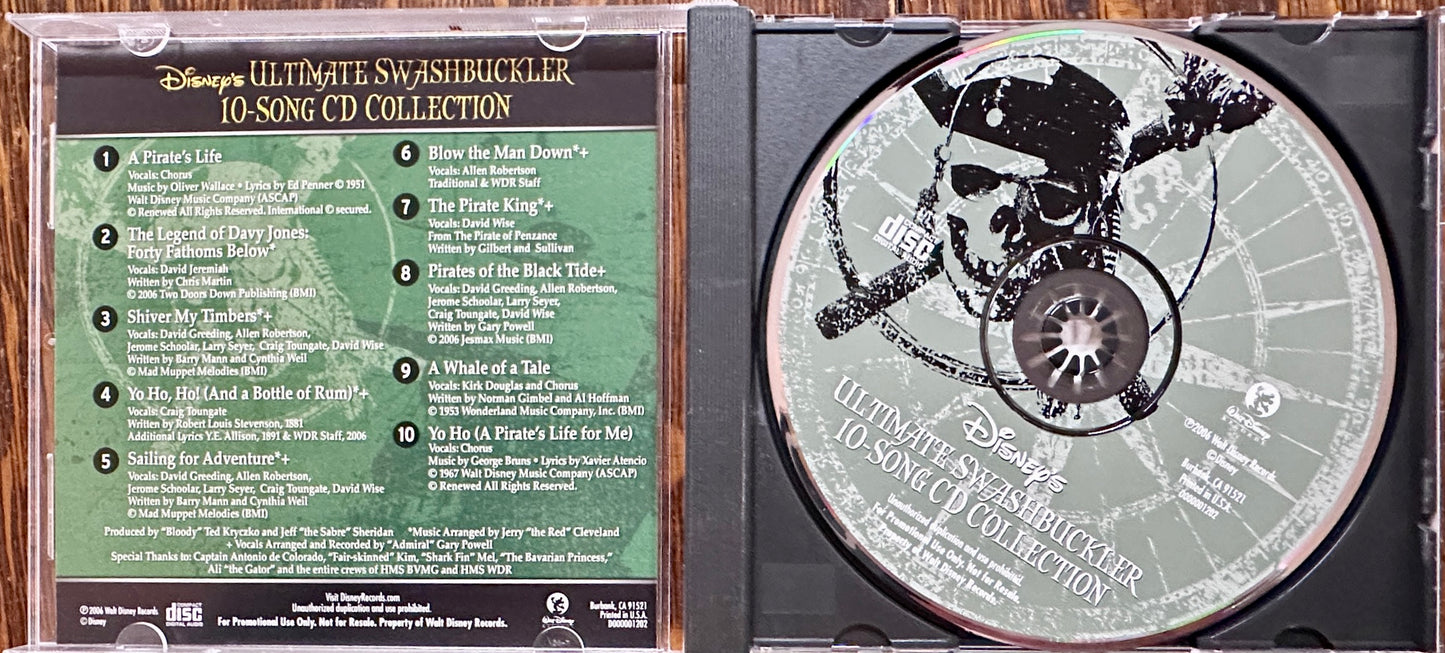 Disney's ULTIMATE SWASHBUCKLER
10-SONG CD COLLECTION
1 A Pirate's Life
Vocals: Chorus
Music by Oliver Wallace • Lyrics by Ed Penner © 1951
Walt Disney Music Company (ASCAP)
© Renewed All Rights Reserved. International © secured.
2 The Legend of Davy Jones:
Forty Fathoms Below*
Vocals: David Jeremiah
Written by Chris Martin
© 2006 Two Doors Down Publishing (BMI)
3 Shiver My Timbers*+
Vocals: David Greeding, Allen Robertson,
Jerome Schoolar, Larry Seyer, Craig Toungate, David Wise
Written by Barry Mann and Cynthia Weil
© Mad Muppet Melodies (BMI)
4 Yo Ho, Ho! (And a Bottle of Rum)*+
Vocals: Craig Toungate
Written by Robert Louis Stevenson, 1881
Additional Lyrics Y.E. Allison, 1891 & WDR Staff, 2006
5 Sailing for Adventure*+
Vocals: David Greeding, Allen Robertson,
Jerome Schoolar, Larry Seyer, Craig Toungate, David Wise
Written by Barry Mann and Cynthia Weil
© Mad Muppet Melodies (BMI)
6 Blow the Man Down*+
Vocals: Allen Robertson
Traditional & WDR Staff
7 The Pirate King*+
Vocals: David Wise
From The Pirate of Penzance
Written by Gilbert and Sullivan
8 Pirates of the Black Tide+
Vocals: David Greeding, Allen Robertson,
Jerome Schoolar, Larry Seyer,
Craig Toungate, David Wise
Written by Gary Powell
© 2006 Jesmax Music (BMI)
9 A Whale of a Tale
Vocals: Kirk Douglas and Chorus
Written by Norman Gimbel and Al Hoffman
© 1953 Wonderland Music Company, Inc. (BMI)
10 Yo Ho (A Pirate's Life for Me)
Vocals: Chorus
Music by George Bruns • Lyrics by Xavier Atencio
© 1967 Walt Disney Music Company (ASCAP)
© Renewed All Rights Reserved.
Produced by "Bloody" Ted Kryczko and Jeff "the Sabre" Sheridan *Music Arranged by Jerry "the Red" Cleveland
+ Vocals Arranged and Recorded by "Admiral" Gary Powell
Special Thanks to: Captain Antonio de Colorado, "Fair-skinned" Kim, "Shark Fin" Mel, "The Bavarian Princess,"
Ali "the Gator" and the entire crews of HMS BVMG and HMS WDR
℗ 2006 Walt Disney Records
© Disney
COMPACT
disc
DIGITAL AUDIO
Visit DisneyRecords.com
Unauthorized duplication and use prohibited.
For Promotional Use Only. Not for Resale. Property of Walt Disney Records.
Walt Disney
Burbank, CA 91521
Printed in U.S.A.
D000001202
COMPACT
disc
DIGITAL AUDIO
Walt Disney
RECORDS
℗2006 Walt Disney Records
©Disney
Burbank, CA 91521
Printed in U.S.A.
D000001202
Disney's
ULTIMATE SWASHBUCKLER
10-SONG CD COLLECTION
Unauthorized duplication and use prohibited.
For Promotional Use Only. Not for Resale.
Property of Walt Disney Records.